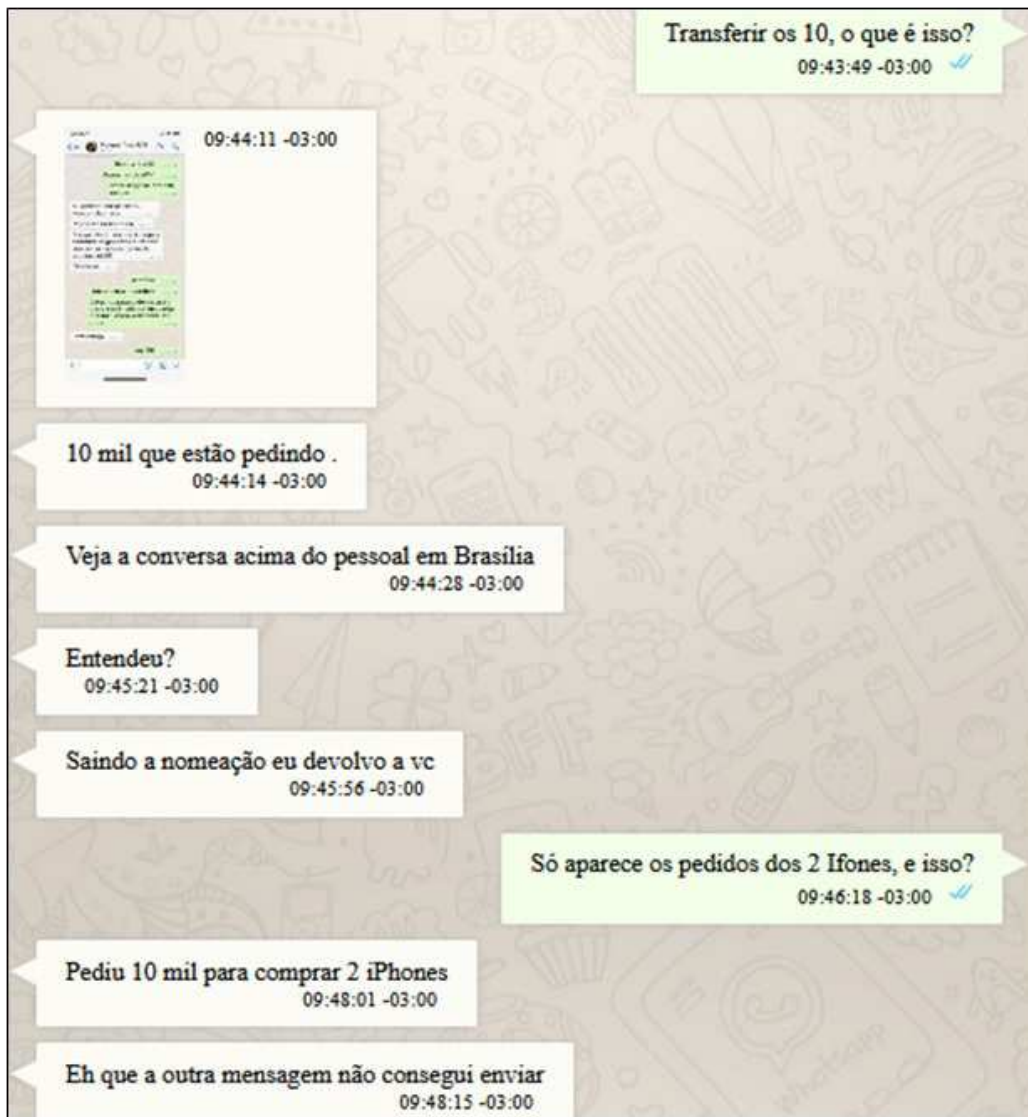 Transferir os 10, o que é isso?
09:43:49 -03:00
09:44:11 -03:00
10 mil que estão pedindo .
09:44:14 -03:00
Veja a conversa acima do pessoal em Brasília
09:44:28 -03:00
Entendeu?
09:45:21 -03:00
Saindo a nomeação eu devolvo a vc
09:45:56 -03:00
Só aparece os pedidos dos 2 Ifones, e isso?
09:46:18 -03:00
Pediu 10 mil para comprar 2 iPhones
09:48:01 -03:00
Eh que a outra mensagem não consegui enviar
09:48:15 -03:00